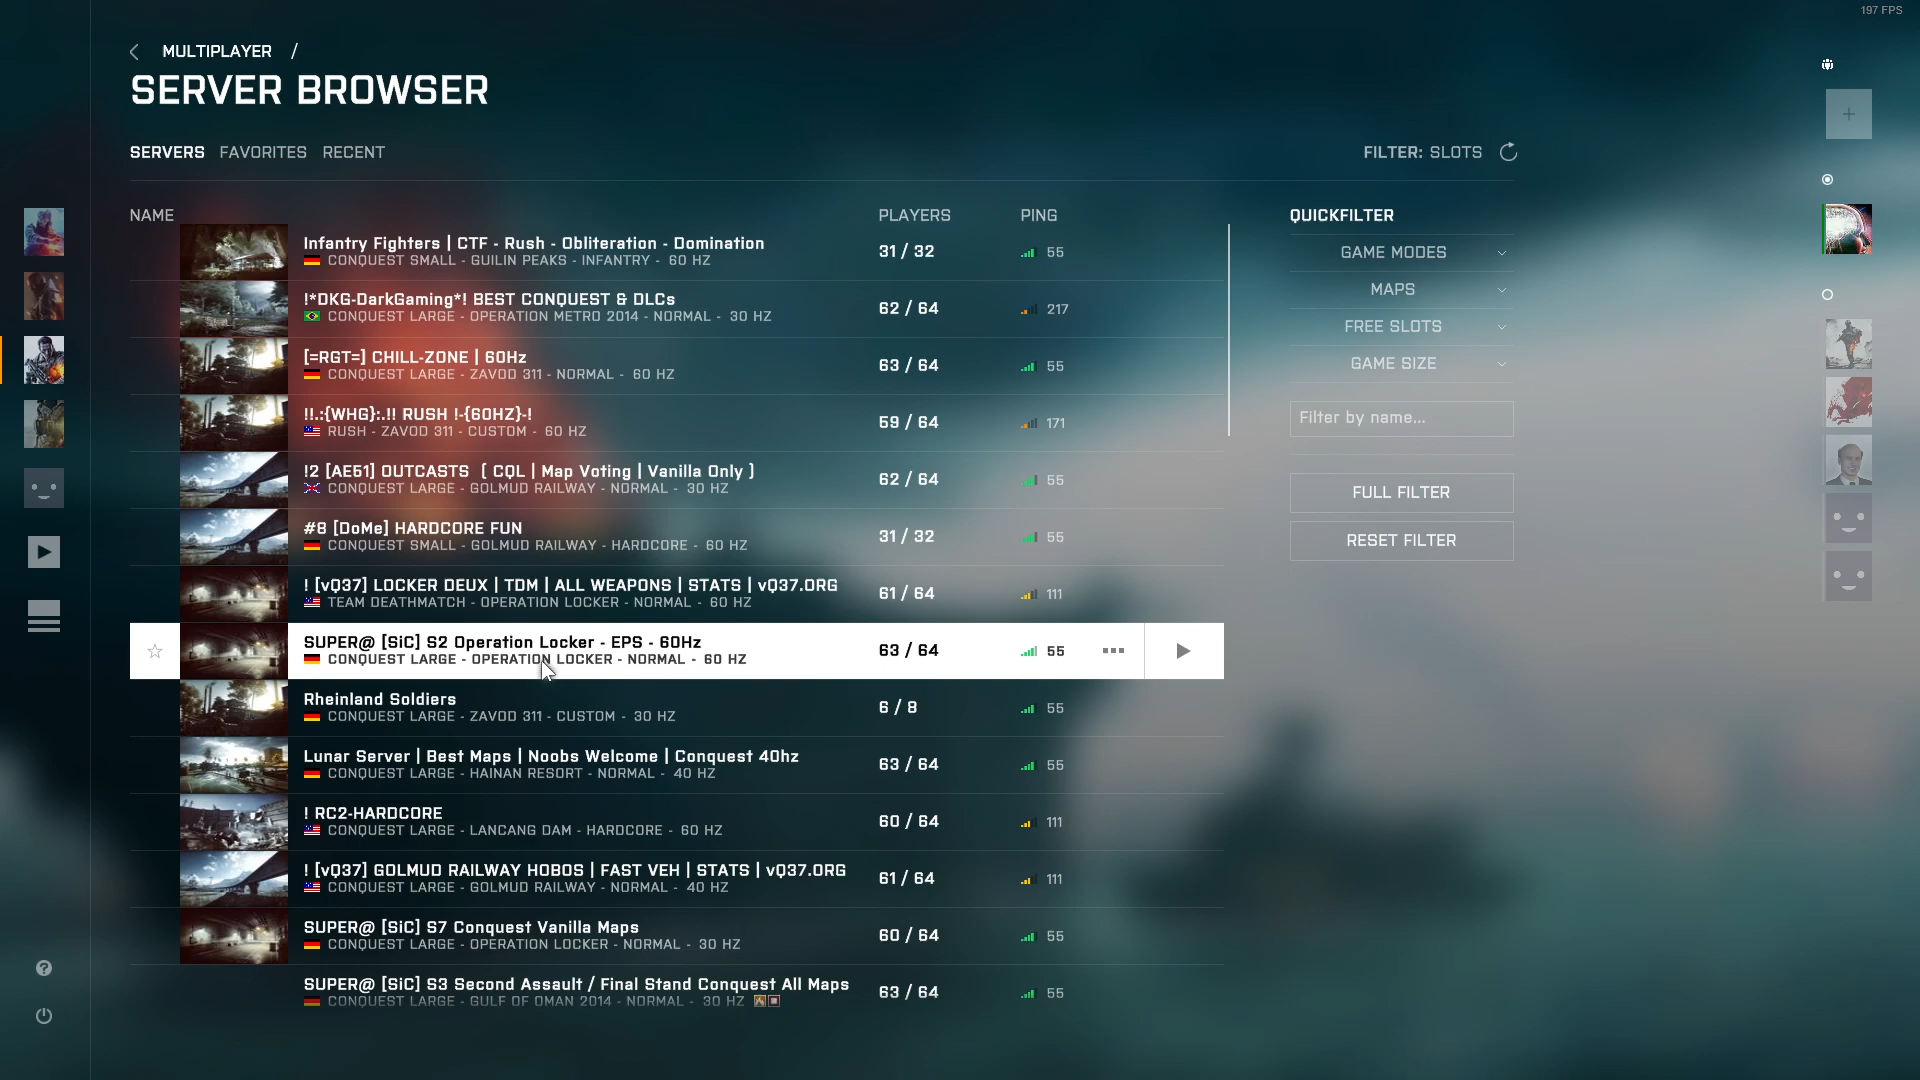 197 FPS
MULTIPLAYER /
SERVER BROWSER
SERVERS FAVORITES RECENT
FILTER: SLOTS
NAME PLAYERS PING
QUICKFILTER
Infantry Fighters | CTF - Rush - Obliteration - Domination
CONQUEST SMALL - GUILIN PEAKS - INFANTRY - 60 HZ
31 / 32 55
GAME MODES
!*DKG-DarkGaming*! BEST CONQUEST & DLCs
CONQUEST LARGE - OPERATION METRO 2014 - NORMAL - 30 HZ
62 / 64 217
MAPS
FREE SLOTS
[=RGT=] CHILL-ZONE | 60Hz
CONQUEST LARGE - ZAVOD 311 - NORMAL - 60 HZ
63 / 64 55
GAME SIZE
!!.:{WHG}:.!! RUSH !-{60HZ}-!
RUSH - ZAVOD 311 - CUSTOM - 60 HZ
59 / 64 171
Filter by name...
!2 [AE51] OUTCASTS ( CQL | Map Voting | Vanilla Only )
CONQUEST LARGE - GOLMUD RAILWAY - NORMAL - 30 HZ
62 / 64 55
FULL FILTER
#8 [DoMe] HARDCORE FUN
CONQUEST SMALL - GOLMUD RAILWAY - HARDCORE - 60 HZ
31 / 32 55
RESET FILTER
! [vQ37] LOCKER DEUX | TDM | ALL WEAPONS | STATS | vQ37.ORG
TEAM DEATHMATCH - OPERATION LOCKER - NORMAL - 60 HZ
61 / 64 111
SUPER@ [SiC] S2 Operation Locker - EPS - 60Hz
CONQUEST LARGE - OPERATION LOCKER - NORMAL - 60 HZ
63 / 64 55
Rheinland Soldiers
CONQUEST LARGE - ZAVOD 311 - CUSTOM - 30 HZ
6 / 8 55
Lunar Server | Best Maps | Noobs Welcome | Conquest 40hz
CONQUEST LARGE - HAINAN RESORT - NORMAL - 40 HZ
63 / 64 55
! RC2-HARDCORE
CONQUEST LARGE - LANCANG DAM - HARDCORE - 60 HZ
60 / 64 111
! [vQ37] GOLMUD RAILWAY HOBOS | FAST VEH | STATS | vQ37.ORG
CONQUEST LARGE - GOLMUD RAILWAY - NORMAL - 40 HZ
61 / 64 111
SUPER@ [SiC] S7 Conquest Vanilla Maps
CONQUEST LARGE - OPERATION LOCKER - NORMAL - 30 HZ
60 / 64 55
SUPER@ [SiC] S3 Second Assault / Final Stand Conquest All Maps
CONQUEST LARGE - GULF OF OMAN 2014 - NORMAL - 30 HZ
63 / 64 55